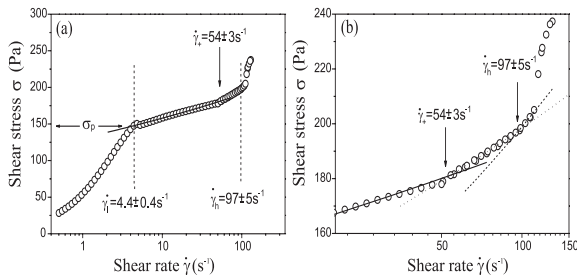 (a)
γ̇₊=54±3s⁻¹
σₚ
γ̇ₗ=4.4±0.4s⁻¹
γ̇ₕ=97±5s⁻¹
Shear stress σ (Pa)
300
250
200
150
100
50
0
1
10
100
Shear rate γ̇ (s⁻¹)
(b)
γ̇ₕ=97±5s⁻¹
γ̇₊=54±3s⁻¹
Shear stress σ (Pa)
240
220
200
180
160
50
100
150
Shear rate γ̇ (s⁻¹)